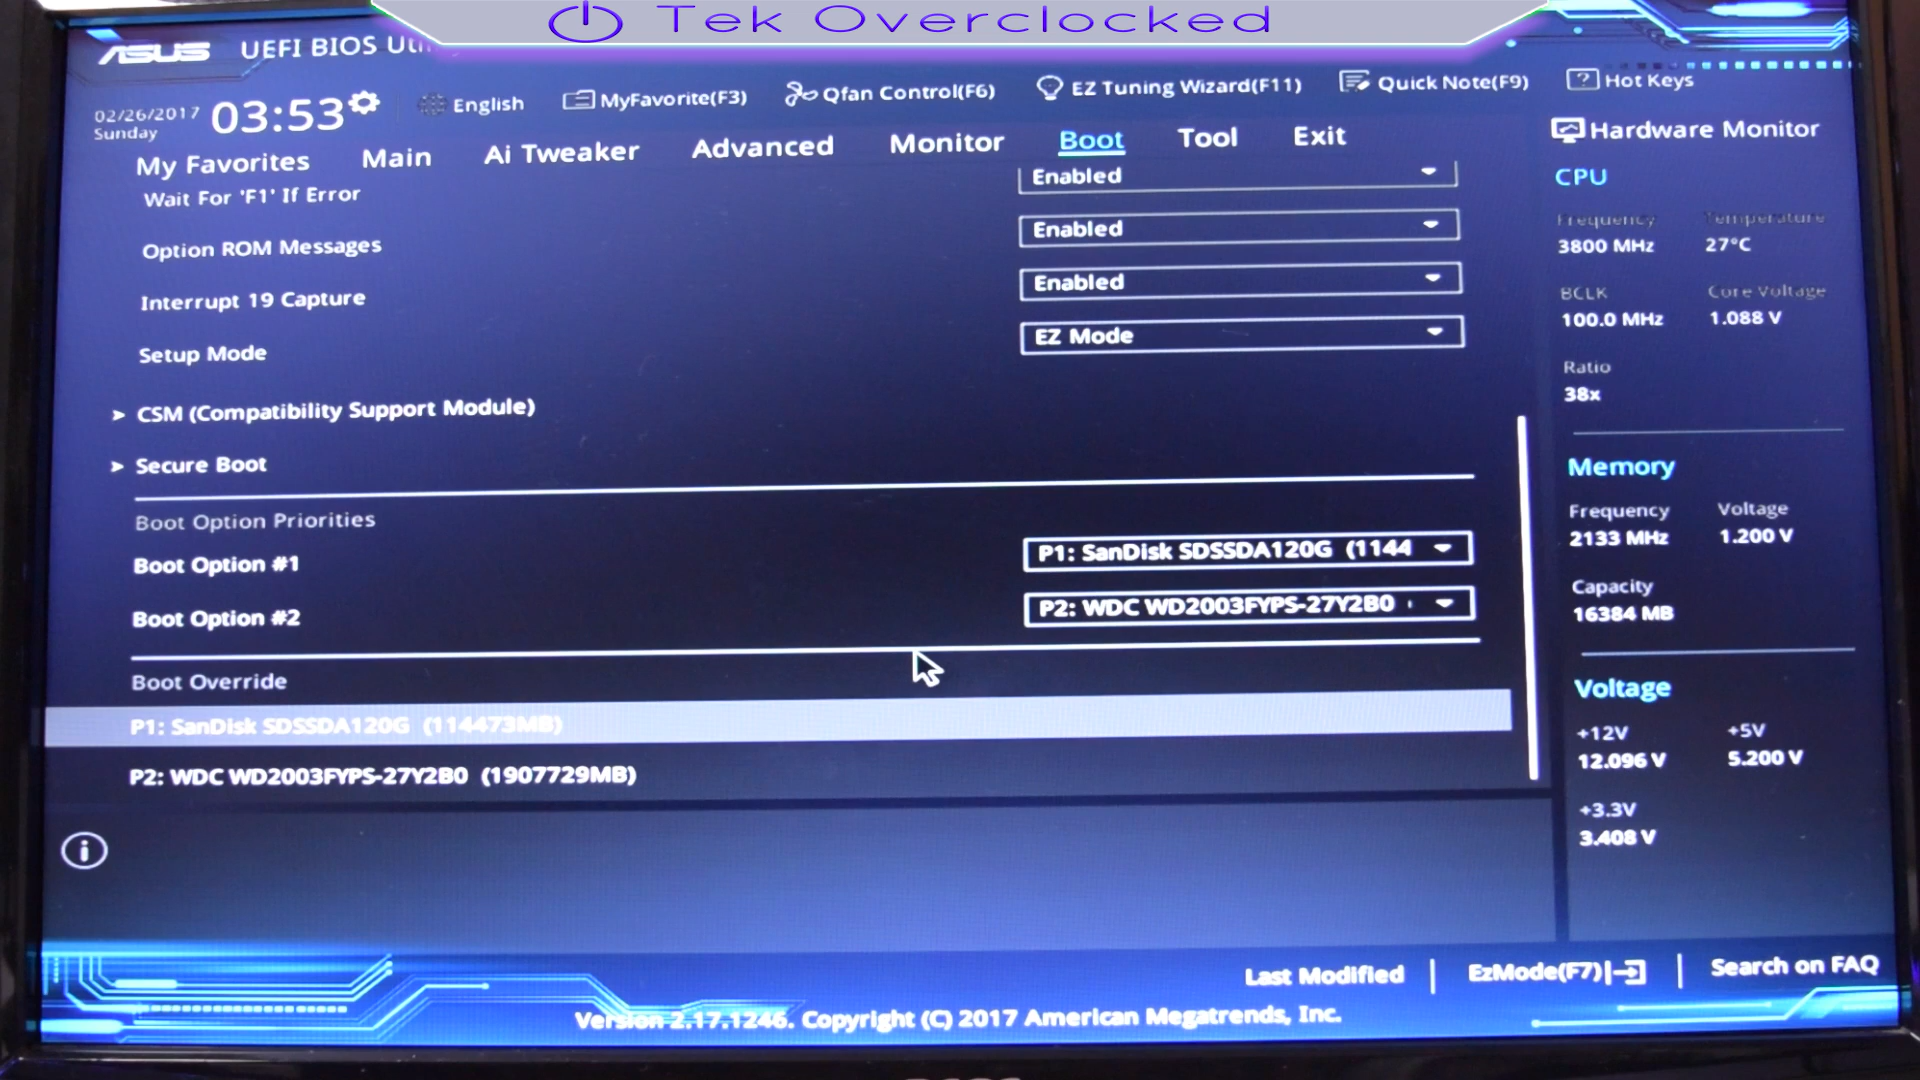 Tek Overclocked
ASUS UEFI BIOS
02/26/2017
Sunday
03:53
English
MyFavorite(F3)
Qfan Control(F6)
EZ Tuning Wizard(F11)
Quick Note(F9)
? Hot Keys
My Favorites
Main
Ai Tweaker
Advanced
Monitor
Boot
Tool
Exit
Wait For 'F1' If Error Enabled
Option ROM Messages Enabled
Interrupt 19 Capture Enabled
Setup Mode EZ Mode
CSM (Compatibility Support Module)
Secure Boot
Boot Option Priorities
Boot Option #1 P1: SanDisk SDSSDA120G (1144
Boot Option #2 P2: WDC WD2003FYPS-27Y2B0
Boot Override
P1: SanDisk SDSSDA120G (114473MB)
P2: WDC WD2003FYPS-27Y2B0 (1907729MB)
Hardware Monitor
CPU
Frequency Temperature
3800 MHz 27°C
BCLK Core Voltage
100.0 MHz 1.088 V
Ratio
38x
Memory
Frequency Voltage
2133 MHz 1.200 V
Capacity
16384 MB
Voltage
+12V +5V
12.096 V 5.200 V
+3.3V
3.408 V
Last Modified
EzMode(F7)
Search on FAQ
Version 2.17.1246. Copyright (C) 2017 American Megatrends, Inc.